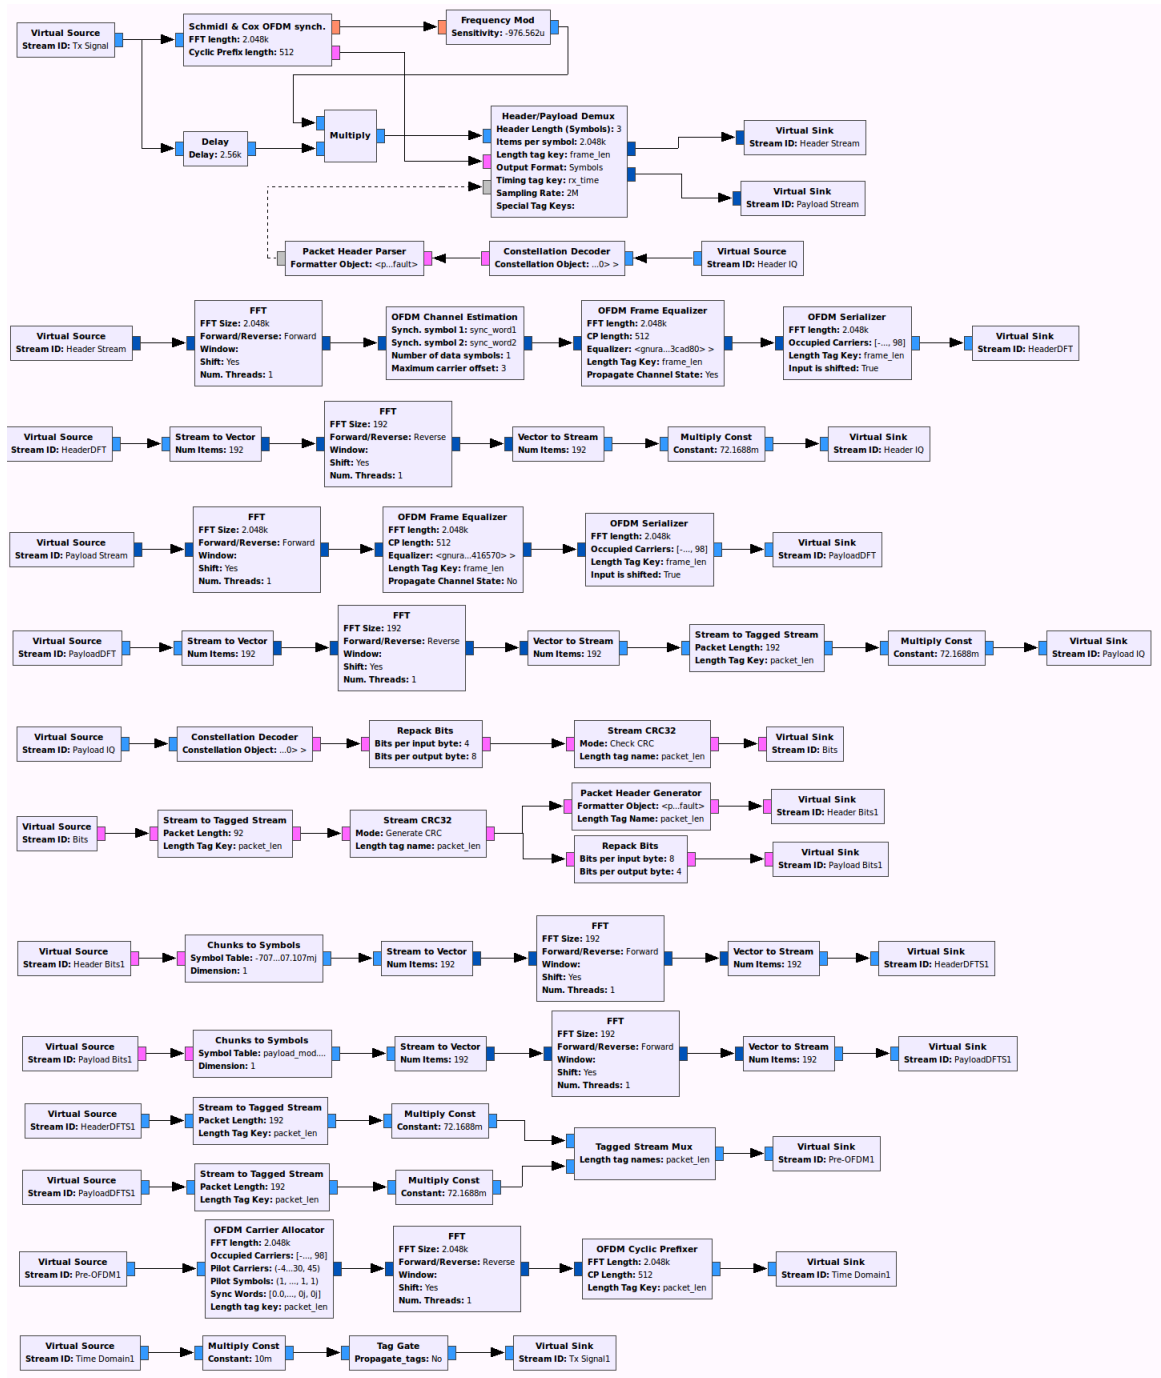 Virtual Source
Stream ID: Tx Signal
Schmidl & Cox OFDM synch.
FFT length: 2.048k
Cyclic Prefix length: 512
Frequency Mod
Sensitivity: -976.562u
Delay
Delay: 2.56k
Multiply
Header/Payload Demux
Header Length (Symbols): 3
Items per symbol: 2.048k
Length tag key: frame_len
Output Format: Symbols
Timing tag key: rx_time
Sampling Rate: 2M
Special Tag Keys:
Virtual Sink
Stream ID: Header Stream
Virtual Sink
Stream ID: Payload Stream
Packet Header Parser
Formatter Object: <p...fault>
Constellation Decoder
Constellation Object: ...0> >
Virtual Source
Stream ID: Header IQ
Virtual Source
Stream ID: Header Stream
FFT
FFT Size: 2.048k
Forward/Reverse: Forward
Window:
Shift: Yes
Num. Threads: 1
OFDM Channel Estimation
Synch. symbol 1: sync_word1
Synch. symbol 2: sync_word2
Number of data symbols: 1
Maximum carrier offset: 3
OFDM Frame Equalizer
FFT length: 2.048k
CP length: 512
Equalizer: <gnura...3cad80> >
Length Tag Key: frame_len
Propagate Channel State: Yes
OFDM Serializer
FFT length: 2.048k
Occupied Carriers: [-..., 98]
Length Tag Key: frame_len
Input is shifted: True
Virtual Sink
Stream ID: HeaderDFT
Virtual Source
Stream ID: HeaderDFT
Stream to Vector
Num Items: 192
FFT
FFT Size: 192
Forward/Reverse: Reverse
Window:
Shift: Yes
Num. Threads: 1
Vector to Stream
Num Items: 192
Multiply Const
Constant: 72.1688m
Virtual Sink
Stream ID: Header IQ
Virtual Source
Stream ID: Payload Stream
FFT
FFT Size: 2.048k
Forward/Reverse: Forward
Window:
Shift: Yes
Num. Threads: 1
OFDM Frame Equalizer
FFT length: 2.048k
CP length: 512
Equalizer: <gnura...416570> >
Length Tag Key: frame_len
Propagate Channel State: No
OFDM Serializer
FFT length: 2.048k
Occupied Carriers: [-..., 98]
Length Tag Key: frame_len
Input is shifted: True
Virtual Sink
Stream ID: PayloadDFT
Virtual Source
Stream ID: PayloadDFT
Stream to Vector
Num Items: 192
FFT
FFT Size: 192
Forward/Reverse: Reverse
Window:
Shift: Yes
Num. Threads: 1
Vector to Stream
Num Items: 192
Stream to Tagged Stream
Packet Length: 192
Length Tag Key: packet_len
Multiply Const
Constant: 72.1688m
Virtual Sink
Stream ID: Payload IQ
Virtual Source
Stream ID: Payload IQ
Constellation Decoder
Constellation Object: ...0> >
Repack Bits
Bits per input byte: 4
Bits per output byte: 8
Stream CRC32
Mode: Check CRC
Length tag name: packet_len
Virtual Sink
Stream ID: Bits
Virtual Source
Stream ID: Bits
Stream to Tagged Stream
Packet Length: 92
Length Tag Key: packet_len
Stream CRC32
Mode: Generate CRC
Length tag name: packet_len
Packet Header Generator
Formatter Object: <p...fault>
Length Tag Name: packet_len
Virtual Sink
Stream ID: Header Bits1
Repack Bits
Bits per input byte: 8
Bits per output byte: 4
Virtual Sink
Stream ID: Payload Bits1
Virtual Source
Stream ID: Header Bits1
Chunks to Symbols
Symbol Table: -707...07.107mj
Dimension: 1
Stream to Vector
Num Items: 192
FFT
FFT Size: 192
Forward/Reverse: Forward
Window:
Shift: Yes
Num. Threads: 1
Vector to Stream
Num Items: 192
Virtual Sink
Stream ID: HeaderDFTS1
Virtual Source
Stream ID: Payload Bits1
Chunks to Symbols
Symbol Table: payload_mod....
Dimension: 1
Stream to Vector
Num Items: 192
FFT
FFT Size: 192
Forward/Reverse: Forward
Window:
Shift: Yes
Num. Threads: 1
Vector to Stream
Num Items: 192
Virtual Sink
Stream ID: PayloadDFTS1
Virtual Source
Stream ID: HeaderDFTS1
Stream to Tagged Stream
Packet Length: 192
Length Tag Key: packet_len
Multiply Const
Constant: 72.1688m
Tagged Stream Mux
Length tag names: packet_len
Virtual Sink
Stream ID: Pre-OFDM1
Virtual Source
Stream ID: PayloadDFTS1
Stream to Tagged Stream
Packet Length: 192
Length Tag Key: packet_len
Multiply Const
Constant: 72.1688m
Virtual Source
Stream ID: Pre-OFDM1
OFDM Carrier Allocator
FFT length: 2.048k
Occupied Carriers: [-..., 98]
Pilot Carriers: (-4...30, 45)
Pilot Symbols: (1, ..., 1, 1)
Sync Words: [0.0,..., 0j, 0j]
Length tag key: packet_len
FFT
FFT Size: 2.048k
Forward/Reverse: Reverse
Window:
Shift: Yes
Num. Threads: 1
OFDM Cyclic Prefixer
FFT Length: 2.048k
CP Length: 512
Length Tag Key: packet_len
Virtual Sink
Stream ID: Time Domain1
Virtual Source
Stream ID: Time Domain1
Multiply Const
Constant: 10m
Tag Gate
Propagate_tags: No
Virtual Sink
Stream ID: Tx Signal1